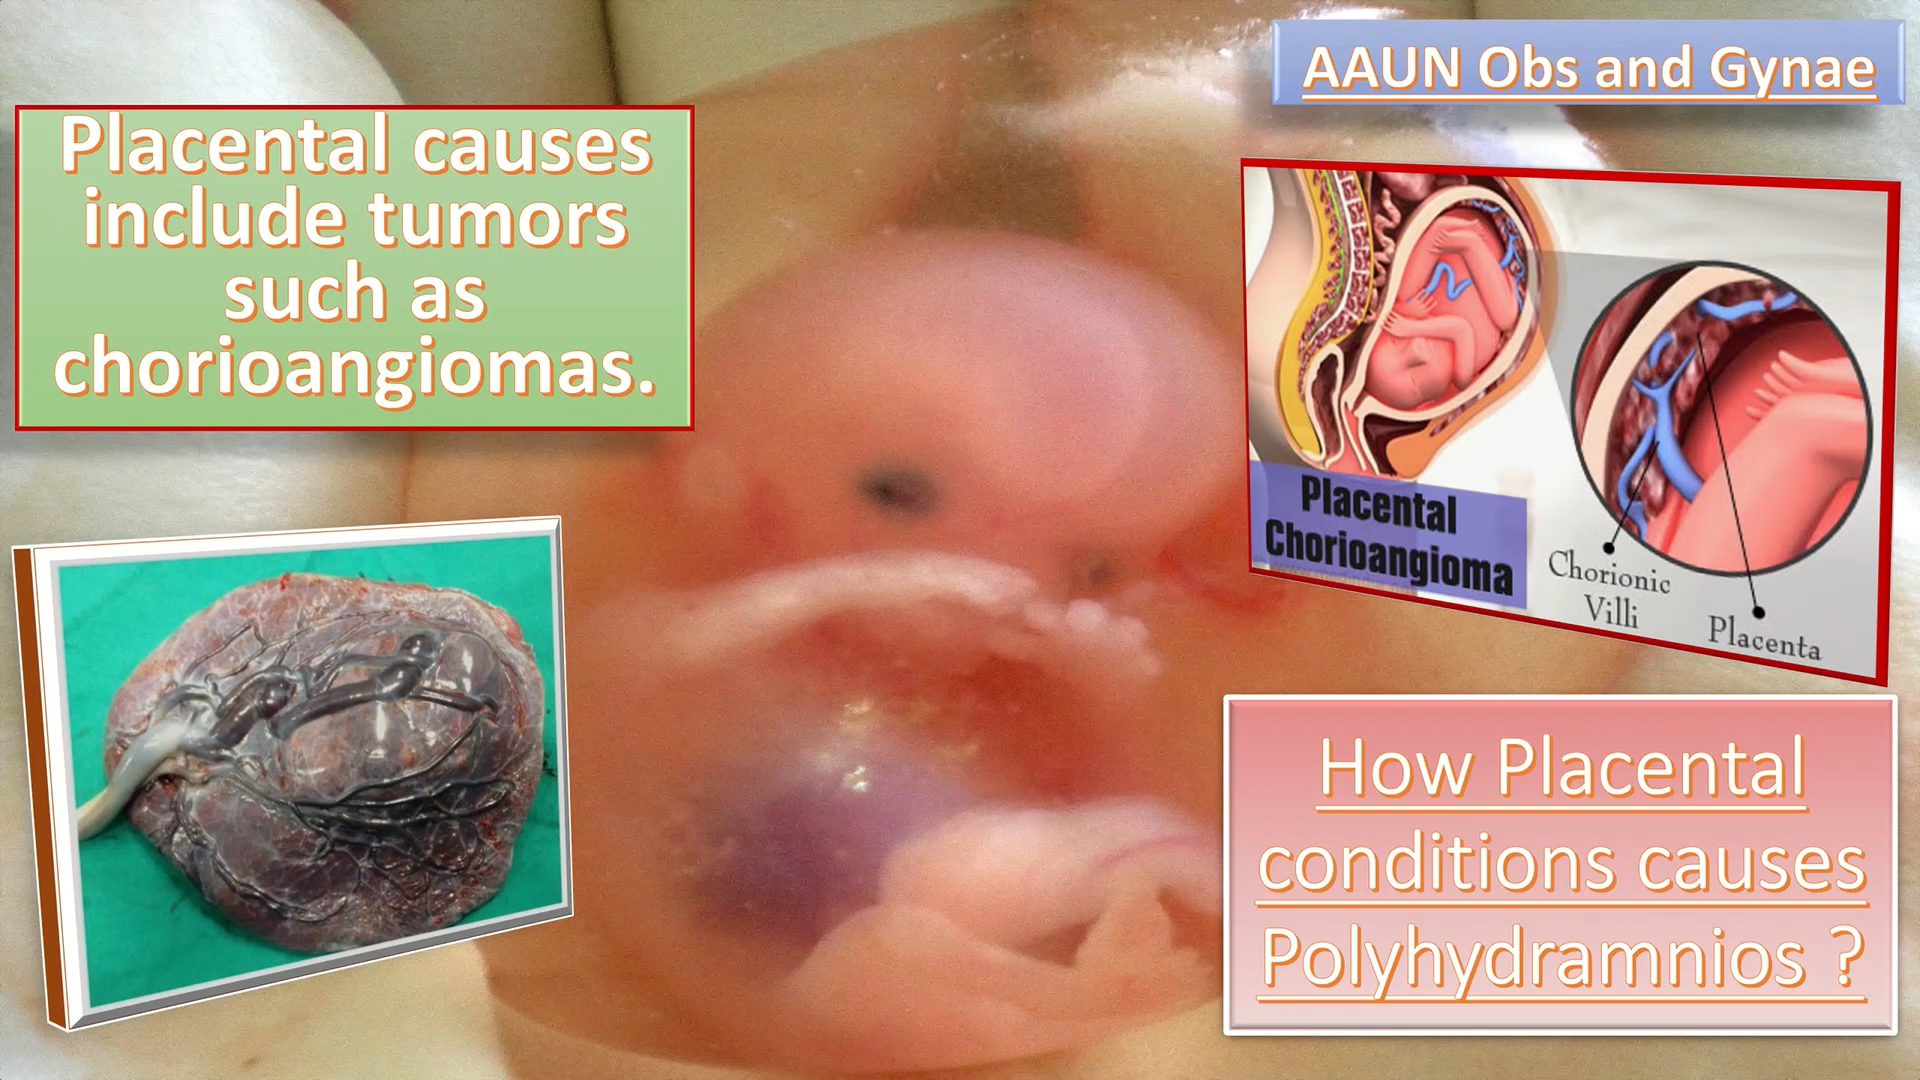 AAUN Obs and Gynae
Placental causes
include tumors
such as
chorioangiomas.
Placental
Chorioangioma
Chorionic
Villi
Placenta
How Placental
conditions causes
Polyhydramnios ?